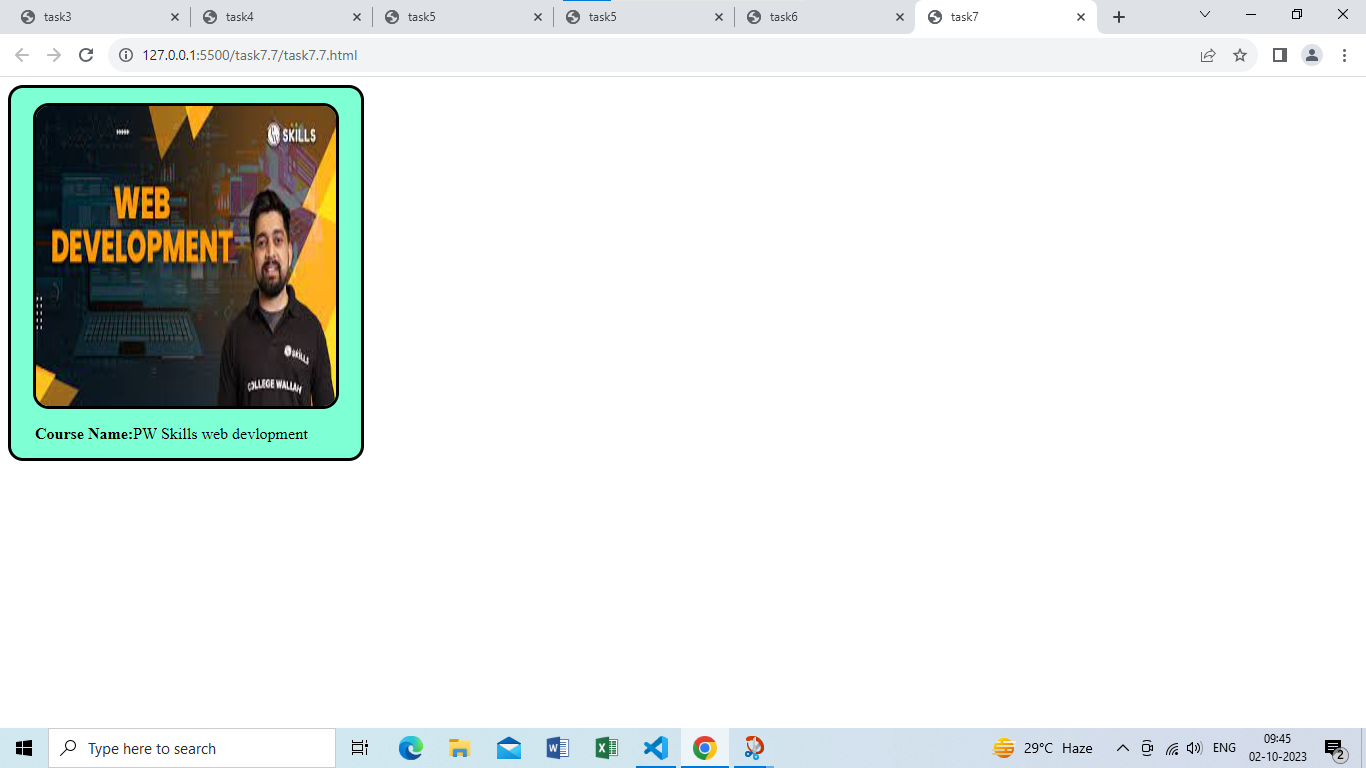 task3
task4
task5
task5
task6
task7
127.0.0.1:5500/task7.7/task7.7.html
SKILLS
WEB
DEVELOPMENT
SKILLS
COLLEGE WALLAH
Course Name:PW Skills web devlopment
Type here to search
29°C Haze
ENG
09:45
02-10-2023
2